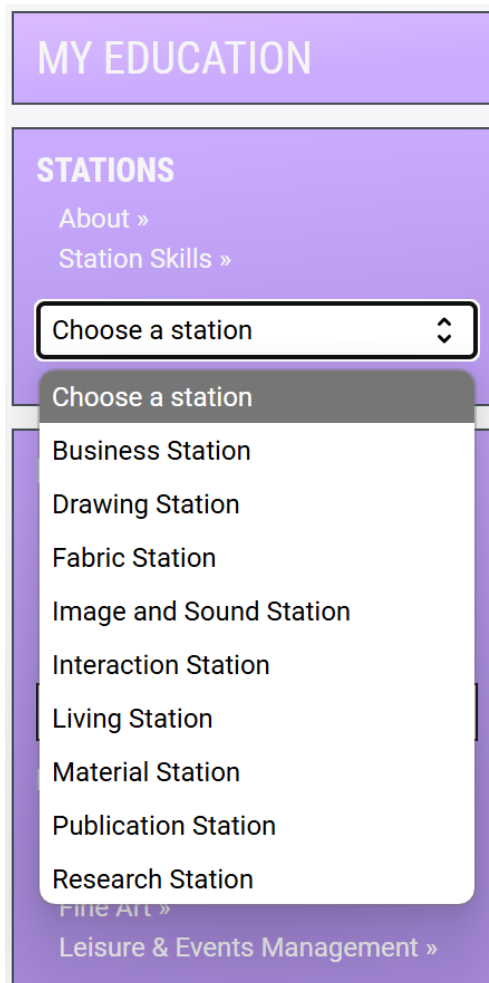 MY EDUCATION
STATIONS
About »
Station Skills »
Choose a station
Choose a station
Business Station
Drawing Station
Fabric Station
Image and Sound Station
Interaction Station
Living Station
Material Station
Publication Station
Research Station
Fine Art »
Leisure & Events Management »